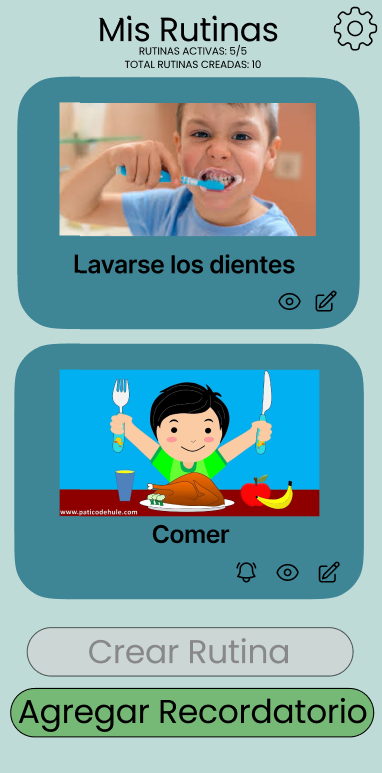 Mis Rutinas
RUTINAS ACTIVAS: 5/5
TOTAL RUTINAS CREADAS: 10
Lavarse los dientes
www.paticodehule.com
Comer
Crear Rutina
Agregar Recordatorio